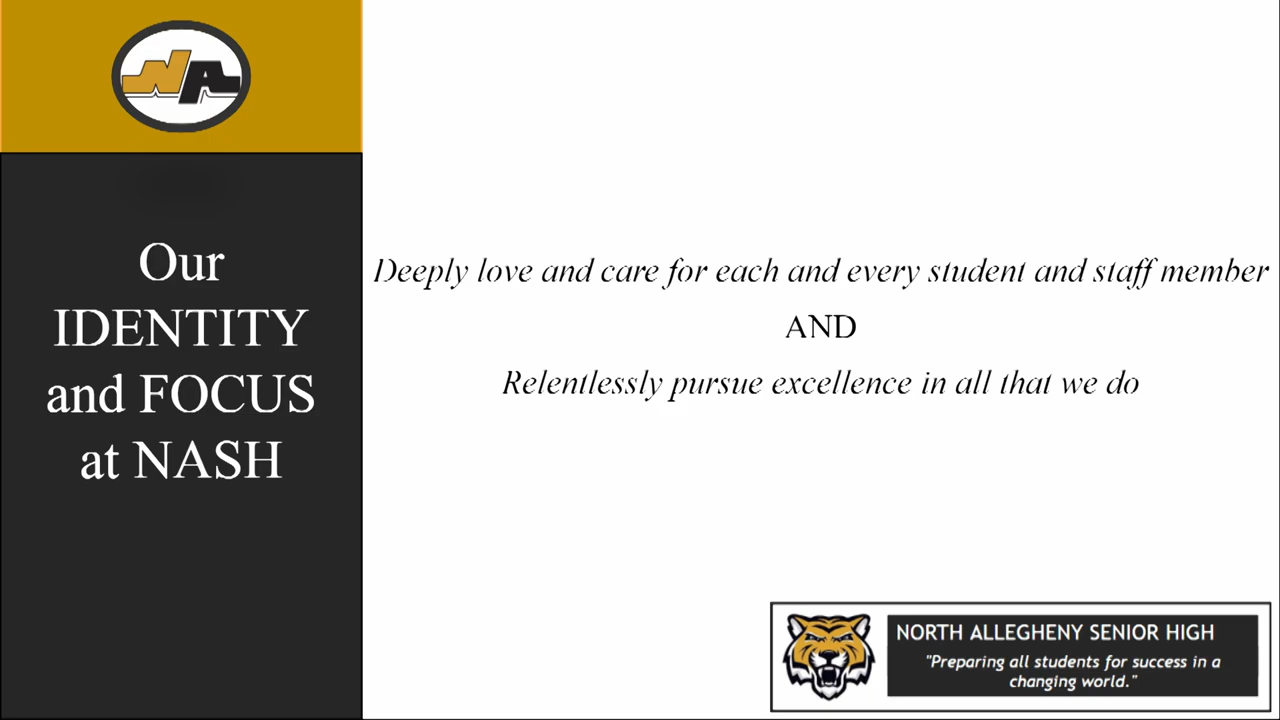 NA
Our
IDENTITY
and FOCUS
at NASH
Deeply love and care for each and every student and staff member
AND
Relentlessly pursue excellence in all that we do
NORTH ALLEGHENY SENIOR HIGH
"Preparing all students for success in a
changing world."